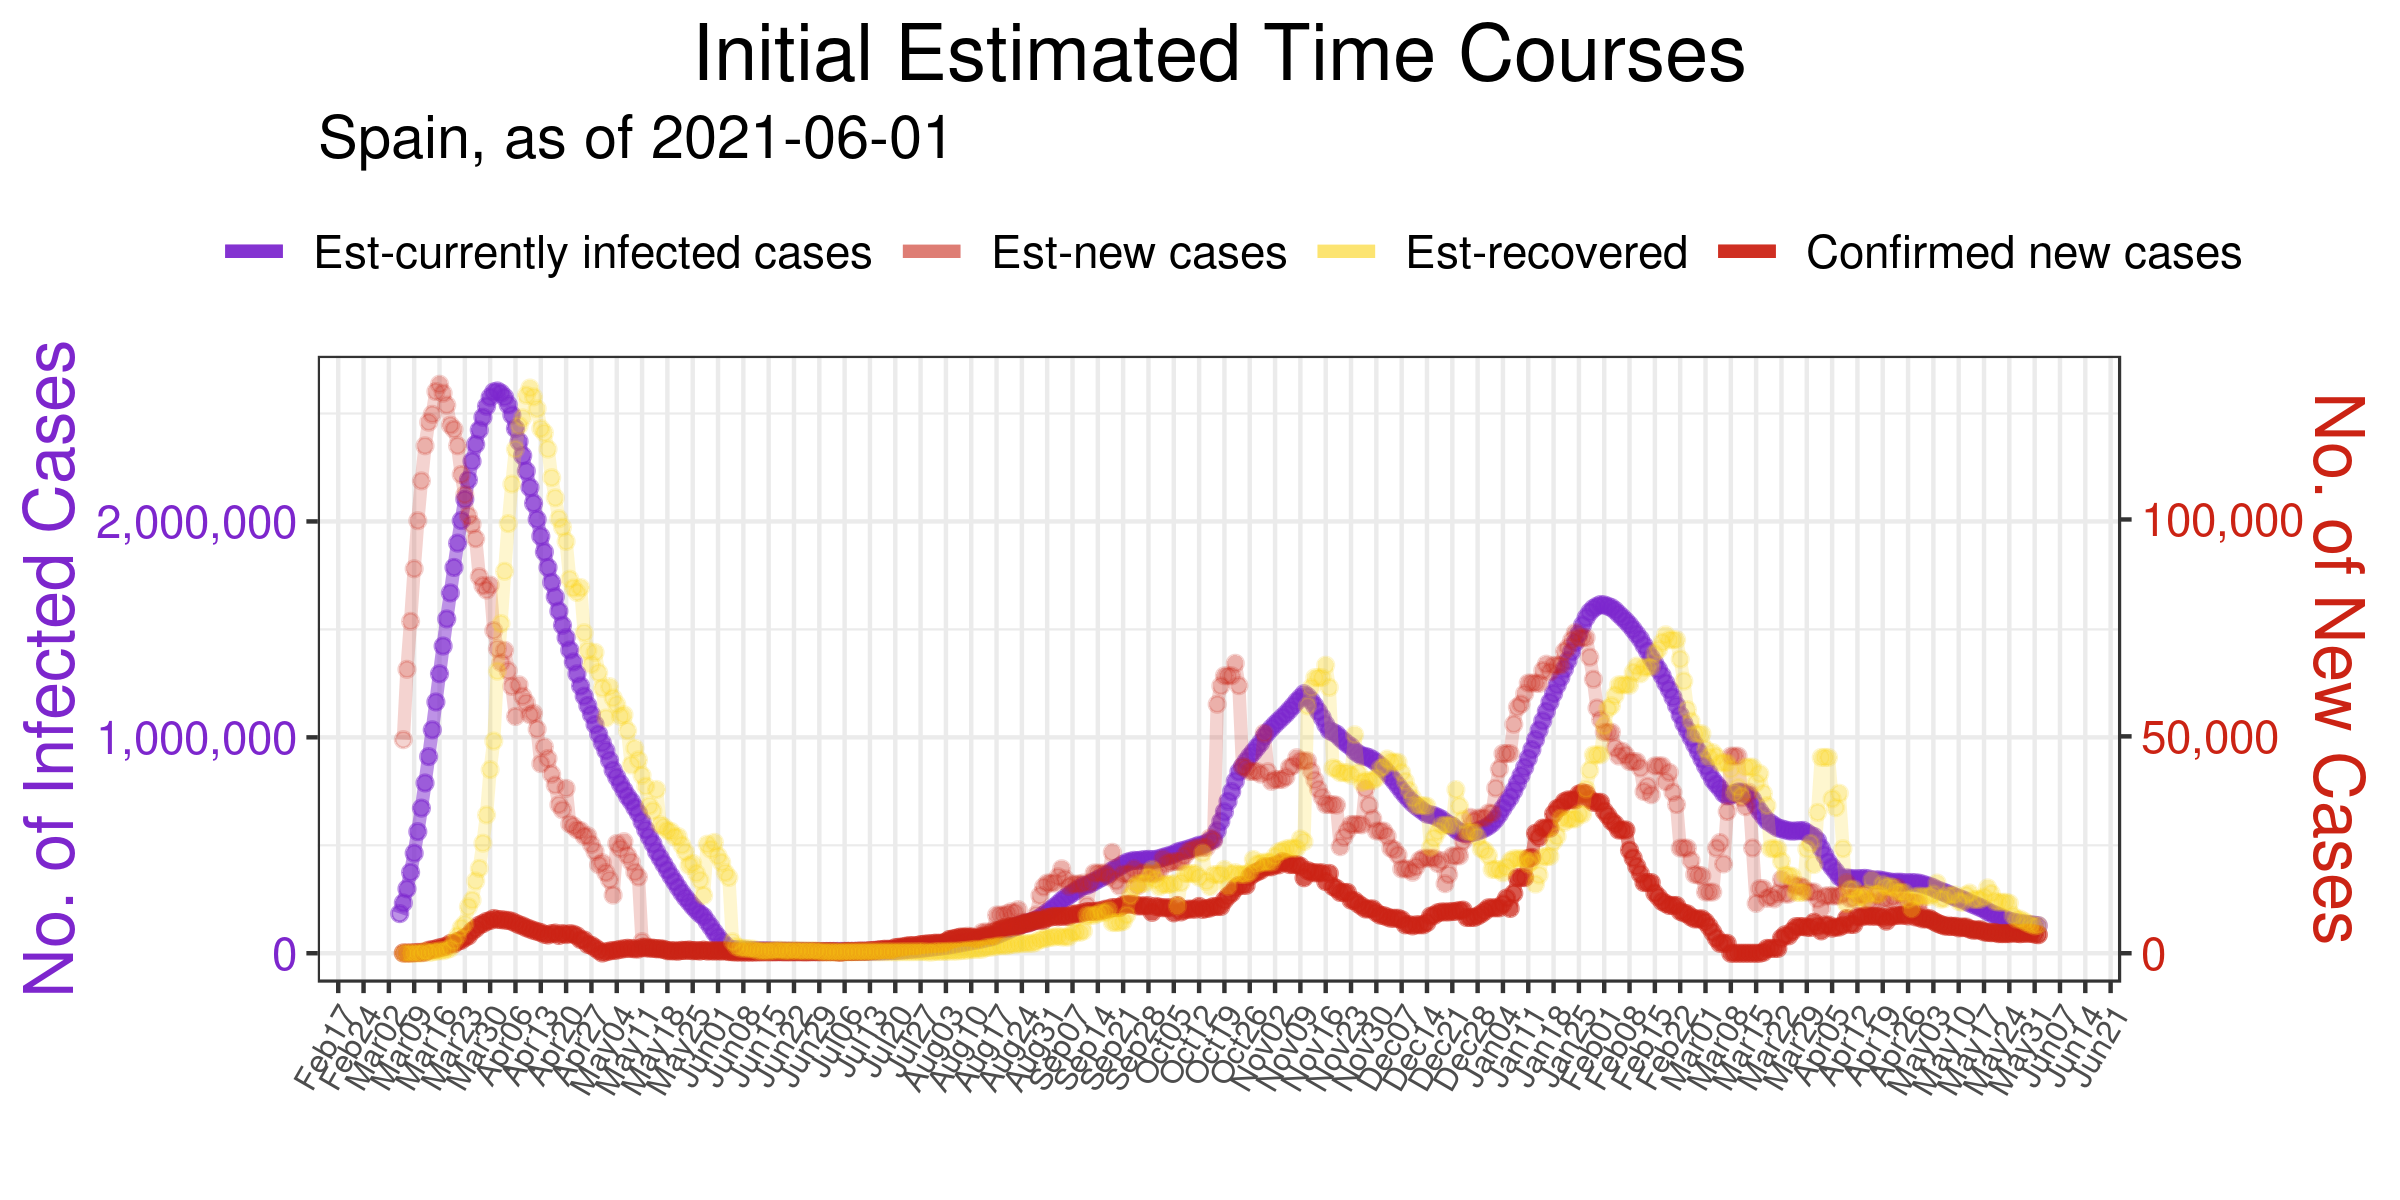 Initial Estimated Time Courses
Spain, as of 2021-06-01
Est-currently infected cases Est-new cases Est-recovered Confirmed new cases
No. of Infected Cases
2,000,000
1,000,000
0
100,000
50,000
0
No. of New Cases
Feb17 Feb24 Mar02 Mar09 Mar16 Mar23 Mar30 Apr06 Apr13 Apr20 Apr27 May04 May11 May18 May25 Jun01 Jun08 Jun15 Jun22 Jun29 Jul06 Jul13 Jul20 Jul27 Aug03 Aug10 Aug17 Aug24 Aug31 Sep07 Sep14 Sep21 Sep28 Oct05 Oct12 Oct19 Oct26 Nov02 Nov09 Nov16 Nov23 Nov30 Dec07 Dec14 Dec21 Dec28 Jan04 Jan11 Jan18 Jan25 Feb01 Feb08 Feb15 Feb22 Mar01 Mar08 Mar15 Mar22 Mar29 Apr05 Apr12 Apr19 Apr26 May03 May10 May17 May24 May31 Jun07 Jun14 Jun21